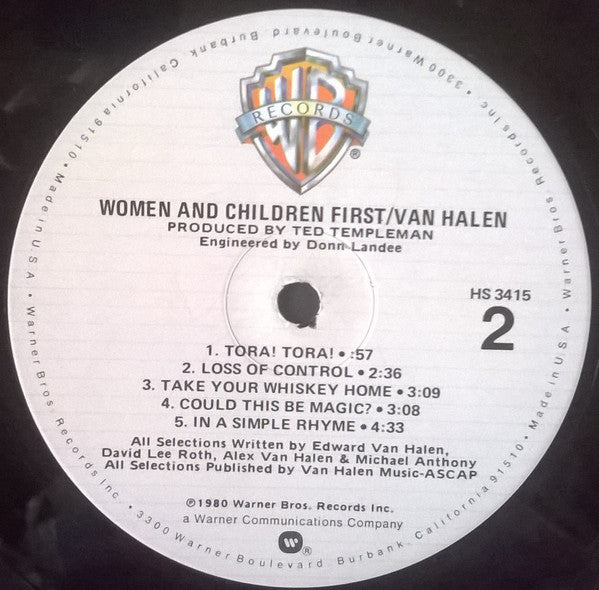 WB
RECORDS
®
WOMEN AND CHILDREN FIRST/VAN HALEN
PRODUCED BY TED TEMPLEMAN
Engineered by Donn Landee
HS 3415
2
1. TORA! TORA! • :57
2. LOSS OF CONTROL • 2:36
3. TAKE YOUR WHISKEY HOME • 3:09
4. COULD THIS BE MAGIC? • 3:08
5. IN A SIMPLE RHYME • 4:33
All Selections Written by Edward Van Halen,
David Lee Roth, Alex Van Halen & Michael Anthony
All Selections Published by Van Halen Music-ASCAP
℗1980 Warner Bros. Records Inc.
a Warner Communications Company
W®
Made in U.S.A. • Warner Bros. Records Inc. • 3300 Warner Boulevard, Burbank, California 91510 • Made in U.S.A. • Warner Bros. Records Inc. • 3300 Warner Boulevard, Burbank, California 91510 •